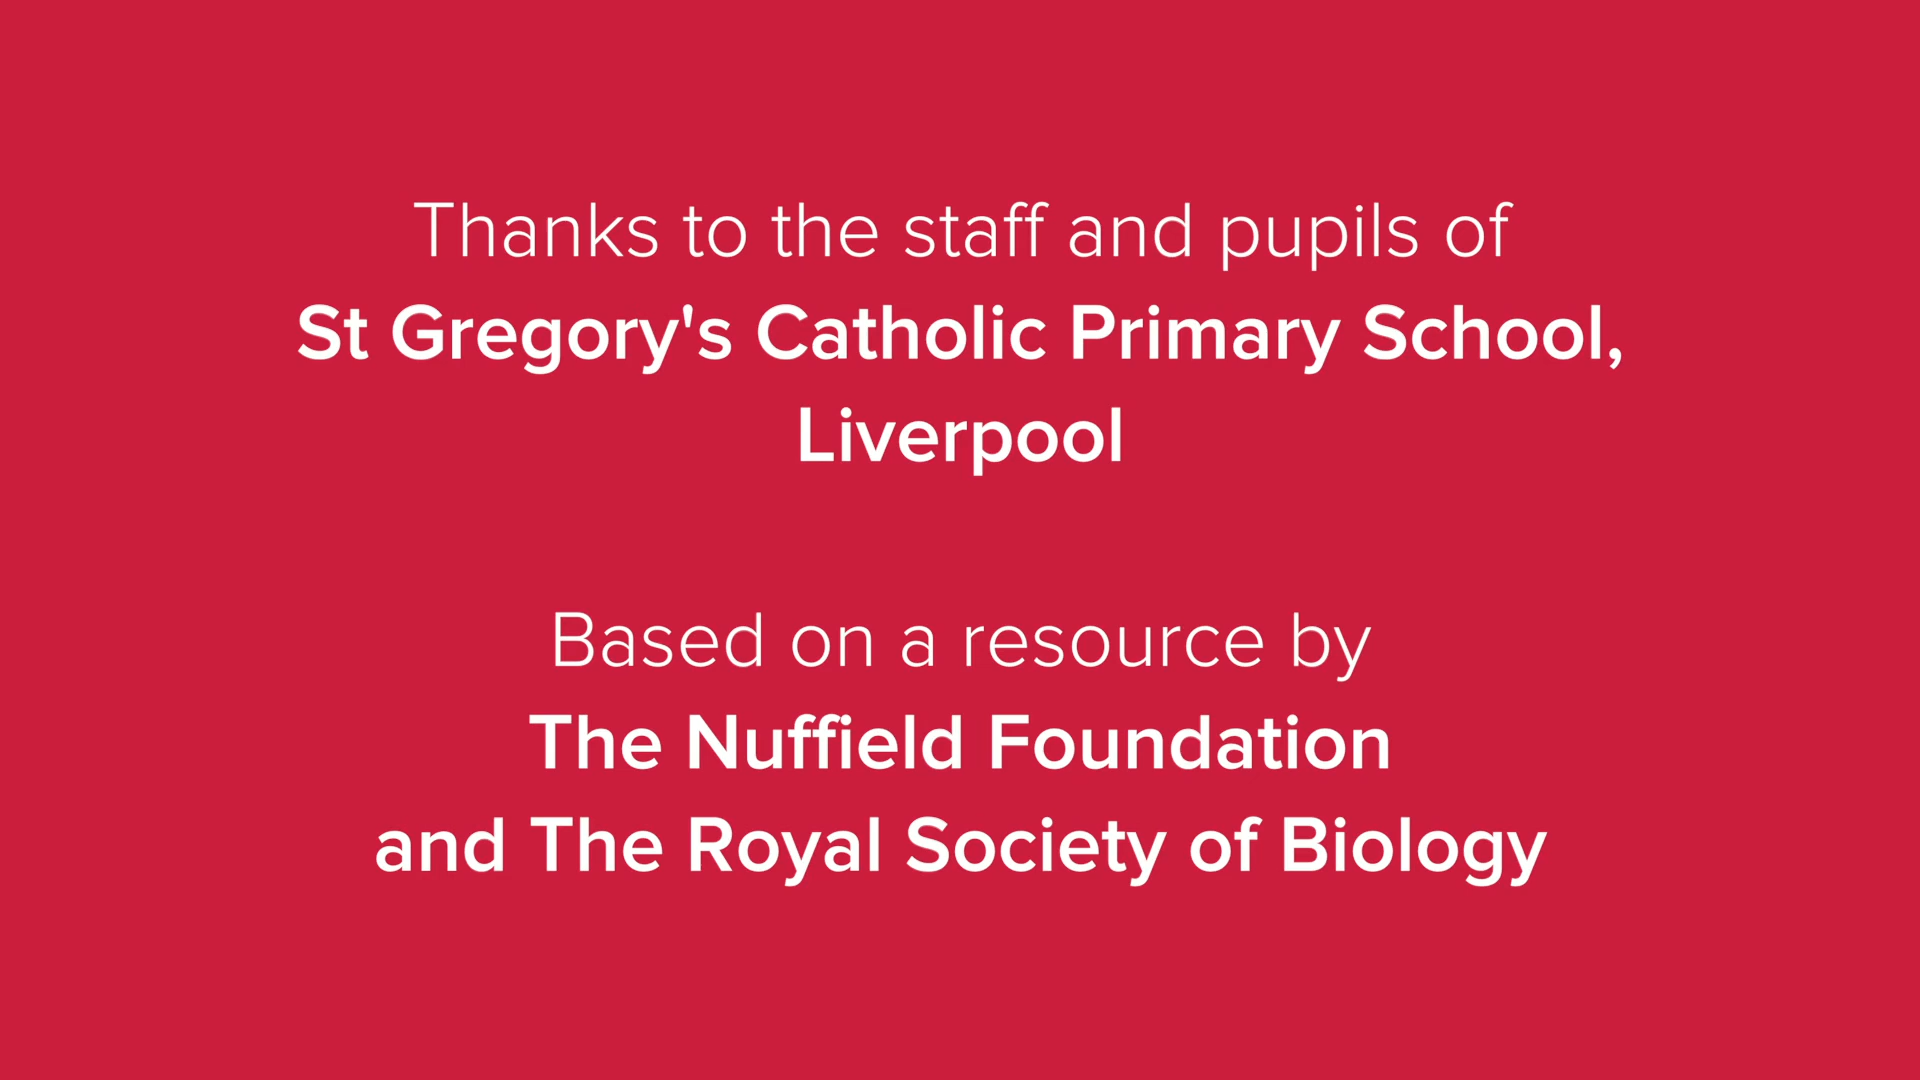 Thanks to the staff and pupils of
St Gregory's Catholic Primary School,
Liverpool
Based on a resource by
The Nuffield Foundation
and The Royal Society of Biology